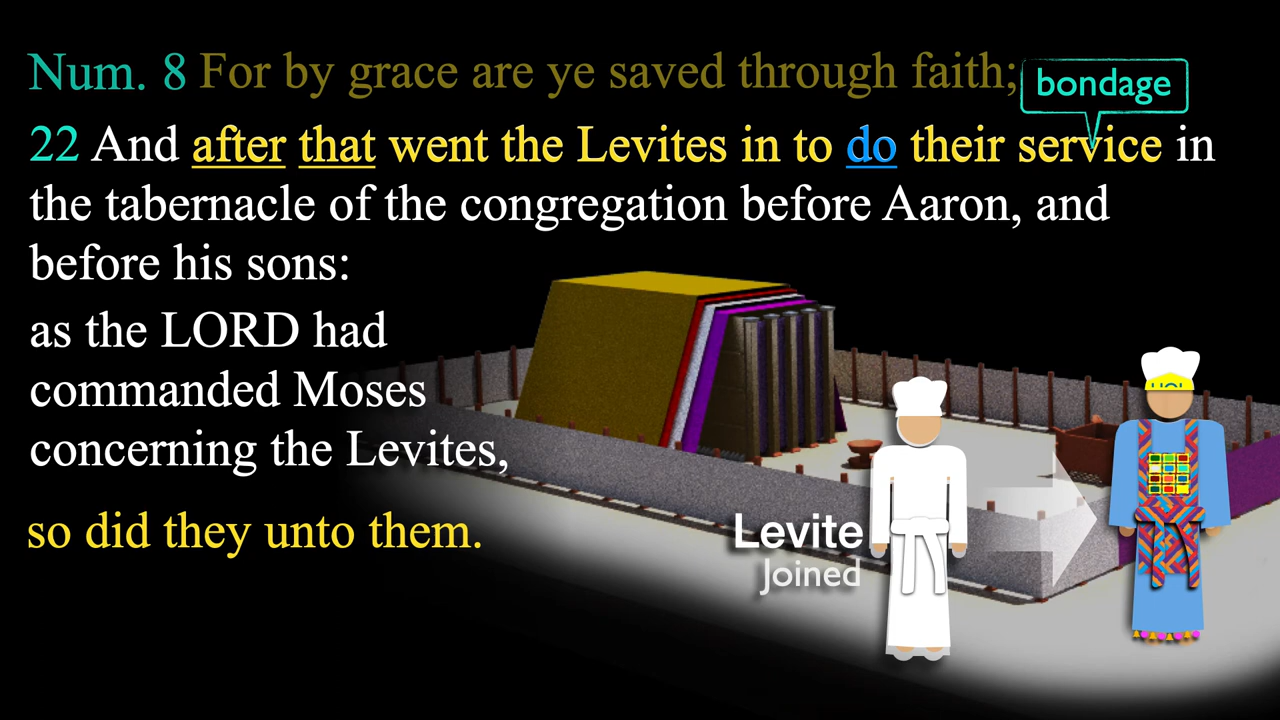 Num. 8 For by grace are ye saved through faith;
bondage
22 And after that went the Levites in to do their service in
the tabernacle of the congregation before Aaron, and
before his sons:
as the LORD had
commanded Moses
concerning the Levites,
so did they unto them.
Levite
Joined